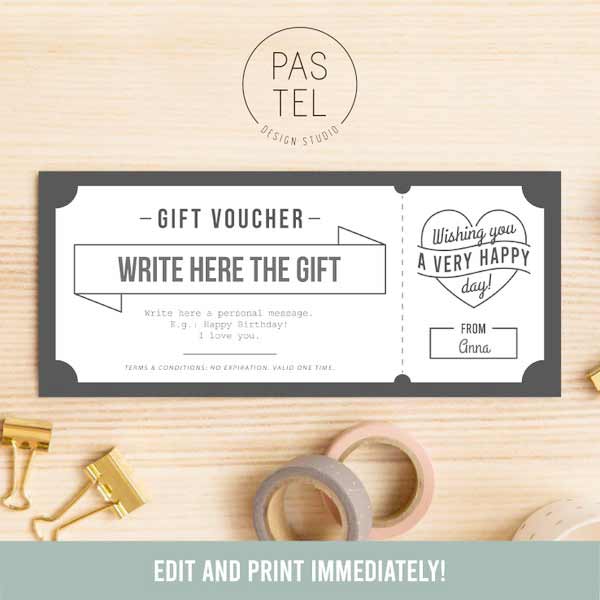 PAS
TEL
DESIGN STUDIO
– GIFT VOUCHER –
WRITE HERE THE GIFT
Write here a personal message.
E.g.: Happy Birthday!
I love you.
TERMS & CONDITIONS: NO EXPIRATION. VALID ONE TIME.
Wishing you
A VERY HAPPY
day!
FROM
Anna
EDIT AND PRINT IMMEDIATELY!